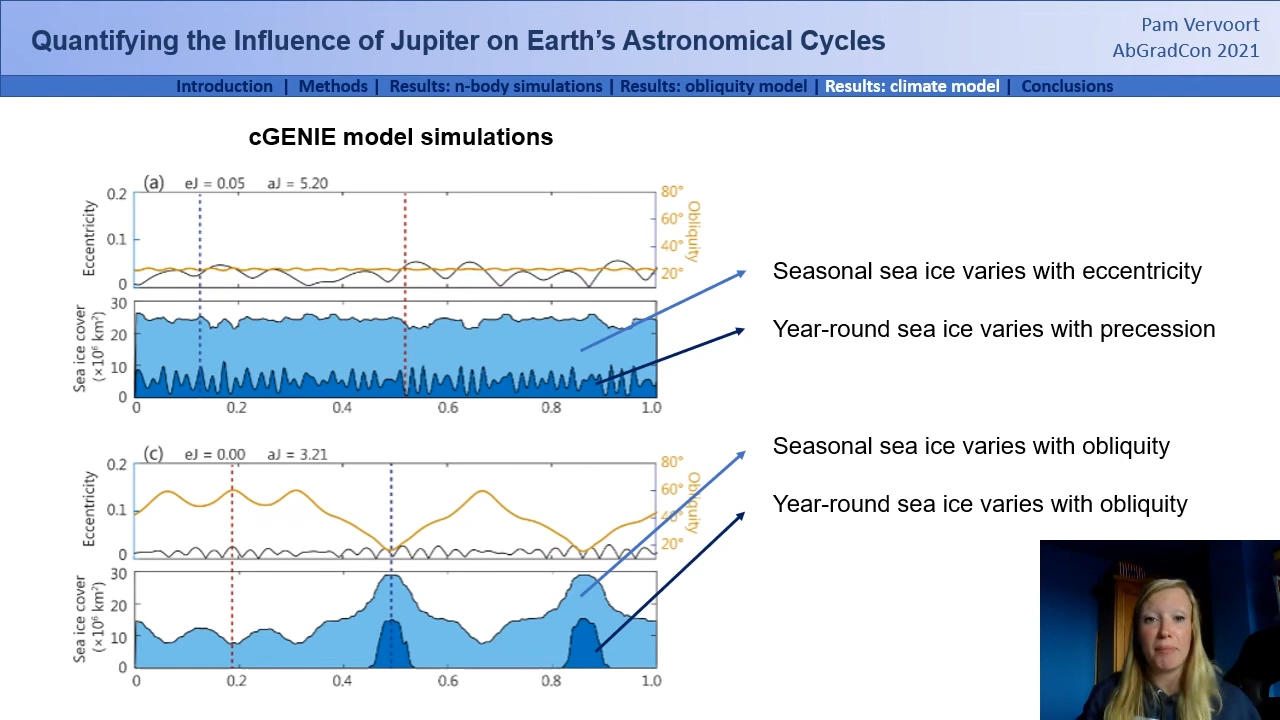 Quantifying the Influence of Jupiter on Earth's Astronomical Cycles
Pam Vervoort
AbGradCon 2021
Introduction | Methods | Results: n-body simulations | Results: obliquity model | Results: climate model | Conclusions
cGENIE model simulations
(a) eJ = 0.05 aJ = 5.20
Eccentricity
0.2
0.1
0
80°
60°
40°
20°
Obliquity
Sea ice cover
(×10⁶ km²)
30
20
10
0
0 0.2 0.4 0.6 0.8 1.0
Seasonal sea ice varies with eccentricity
Year-round sea ice varies with precession
(c) eJ = 0.00 aJ = 3.21
Eccentricity
0.2
0.1
0
80°
60°
40°
20°
Obliquity
Sea ice cover
(×10⁶ km²)
30
20
10
0
0 0.2 0.4 0.6 0.8 1.0
Seasonal sea ice varies with obliquity
Year-round sea ice varies with obliquity